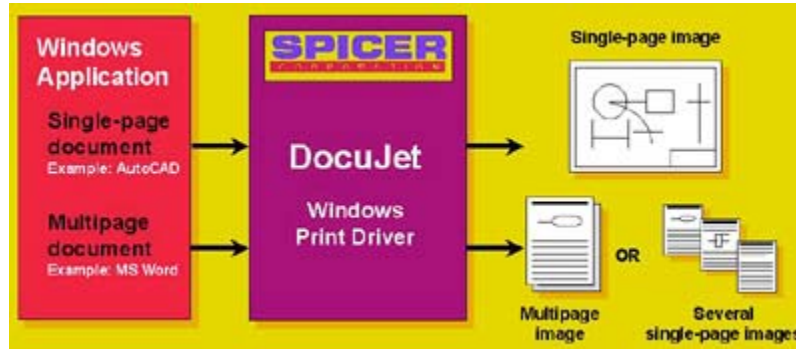 Windows
Application
Single-page
document
Example: AutoCAD
Multipage
document
Example: MS Word
SPICER
CORPORATION
DocuJet
Windows
Print Driver
Single-page image
Multipage
image
OR
Several
single-page images